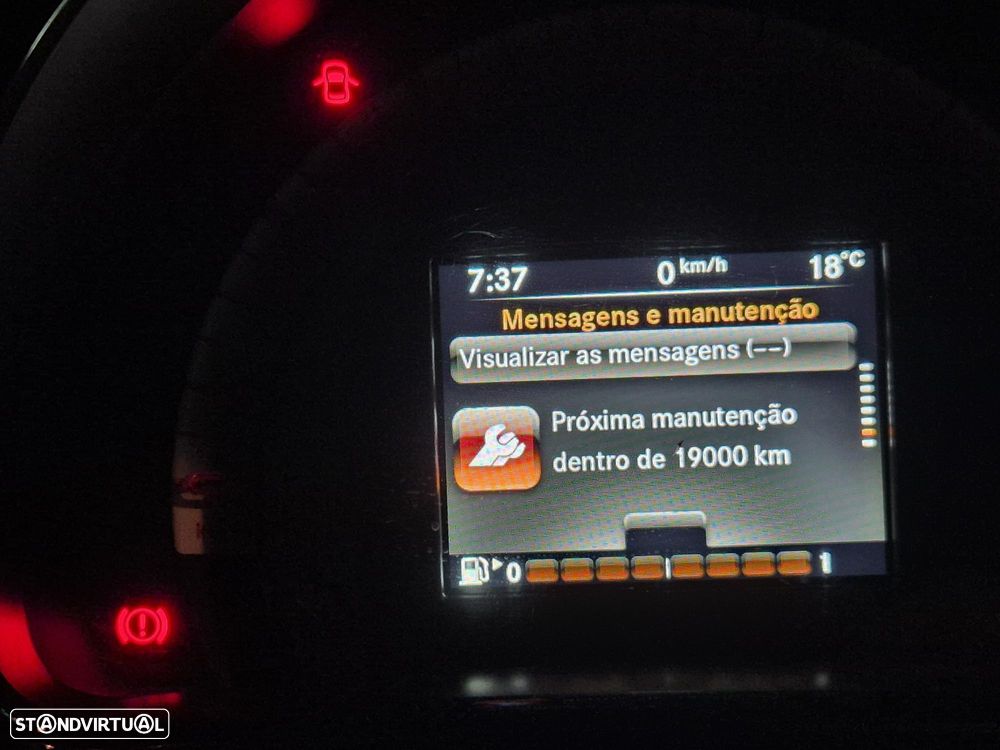 7:37 0 km/h 18°C
Mensagens e manutenção
Visualizar as mensagens (--)
Próxima manutenção
dentro de 19000 km
0 1
STANDVIRTUAL